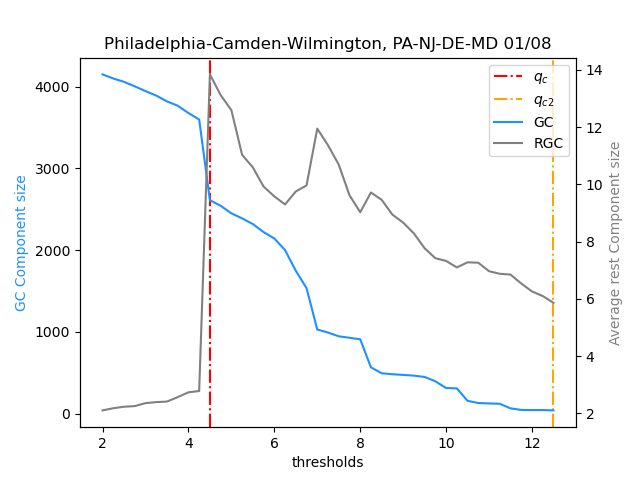 Philadelphia-Camden-Wilmington, PA-NJ-DE-MD 01/08
GC Component size
4000
3000
2000
1000
0
14
12
10
8
6
4
2
Average rest Component size
q_c
q_{c2}
GC
RGC
2 4 6 8 10 12
thresholds